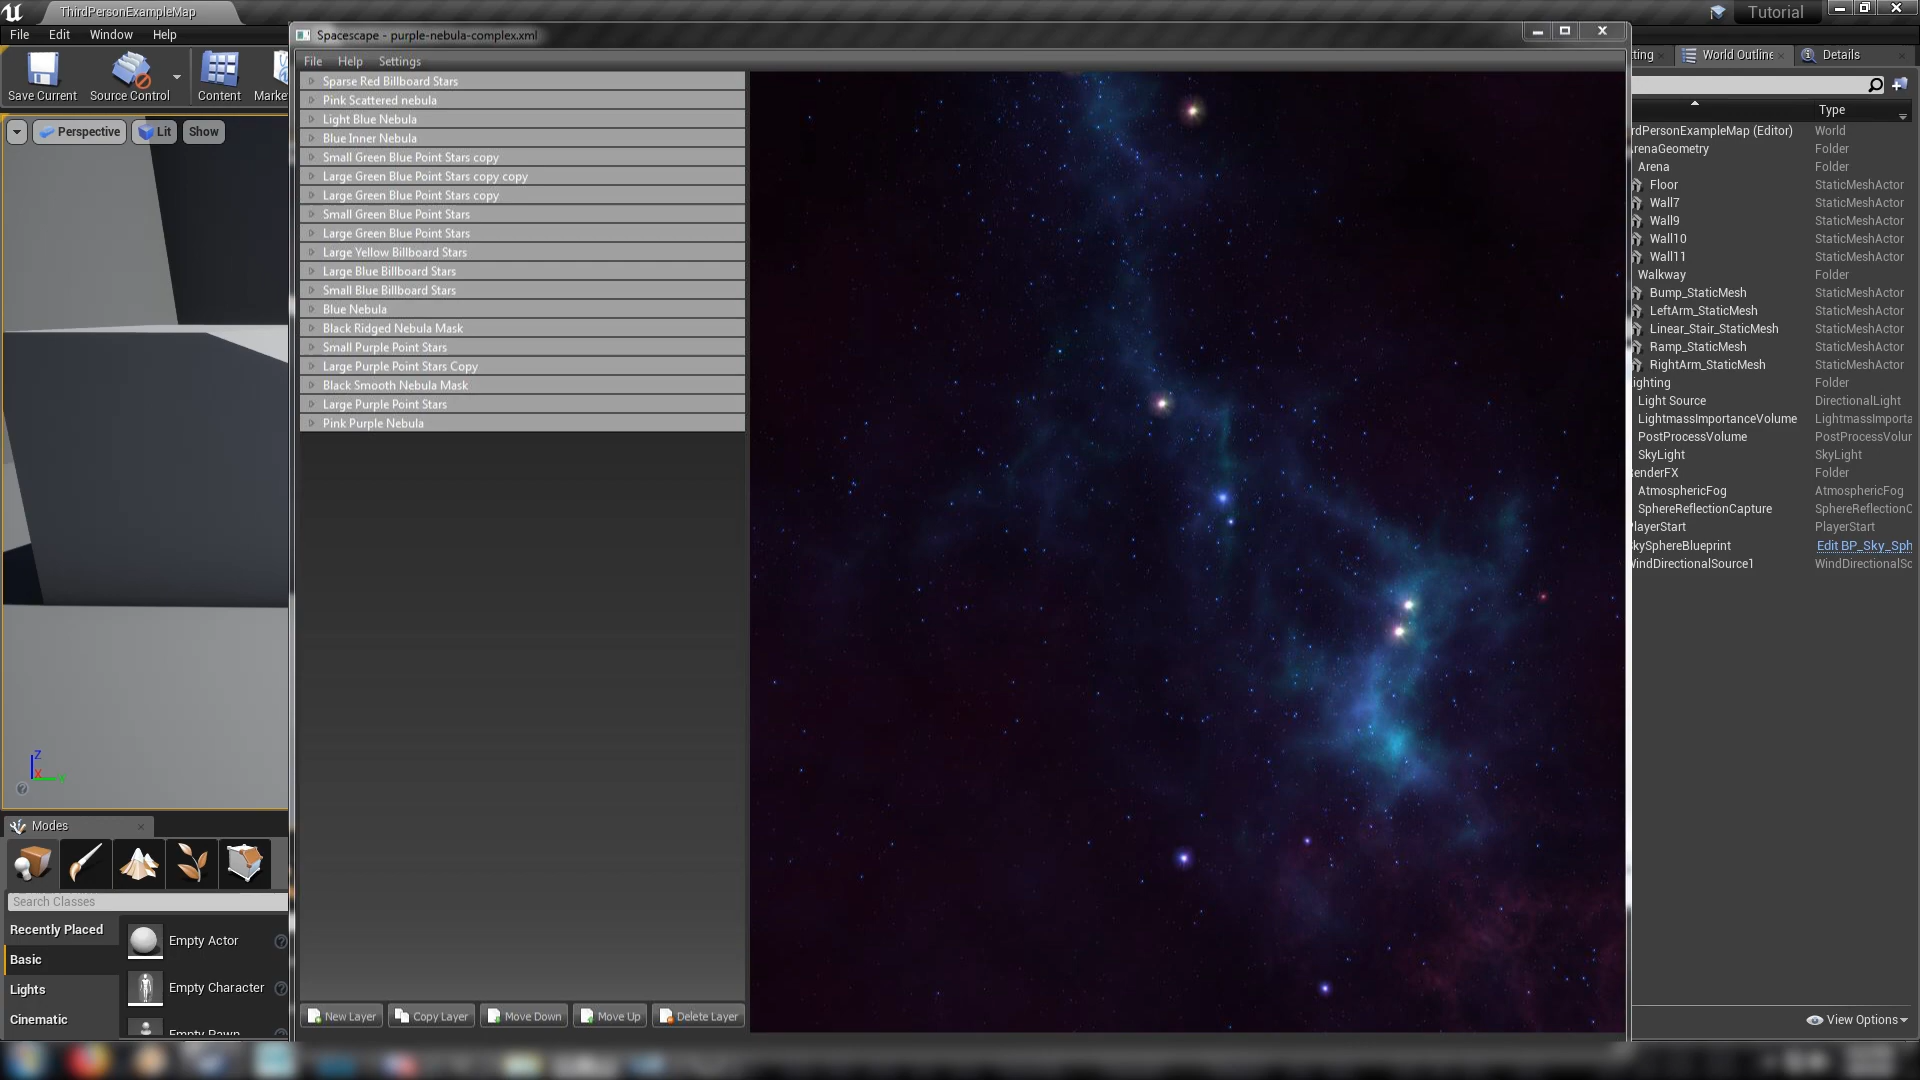 ThirdPersonExampleMap
Tutorial
File Edit Window Help
Save Current
Source Control
Content
Marke
Perspective
Lit
Show
Spacescape - purple-nebula-complex.xml
File Help Settings
Sparse Red Billboard Stars
Pink Scattered nebula
Light Blue Nebula
Blue Inner Nebula
Small Green Blue Point Stars copy
Large Green Blue Point Stars copy copy
Large Green Blue Point Stars copy
Small Green Blue Point Stars
Large Green Blue Point Stars
Large Yellow Billboard Stars
Large Blue Billboard Stars
Small Blue Billboard Stars
Blue Nebula
Black Ridged Nebula Mask
Small Purple Point Stars
Large Purple Point Stars Copy
Black Smooth Nebula Mask
Large Purple Point Stars
Pink Purple Nebula
New Layer
Copy Layer
Move Down
Move Up
Delete Layer
ting
World Outline
Details
Type
rdPersonExampleMap (Editor) World
renaGeometry Folder
Arena Folder
Floor StaticMeshActor
Wall7 StaticMeshActor
Wall9 StaticMeshActor
Wall10 StaticMeshActor
Wall11 StaticMeshActor
Walkway Folder
Bump_StaticMesh StaticMeshActor
LeftArm_StaticMesh StaticMeshActor
Linear_Stair_StaticMesh StaticMeshActor
Ramp_StaticMesh StaticMeshActor
RightArm_StaticMesh StaticMeshActor
ighting Folder
Light Source DirectionalLight
LightmassImportanceVolume LightmassImporta
PostProcessVolume PostProcessVolur
SkyLight SkyLight
enderFX Folder
AtmosphericFog AtmosphericFog
SphereReflectionCapture SphereReflectionC
layerStart PlayerStart
kySphereBlueprint Edit BP_Sky_Sph
indDirectionalSource1 WindDirectionalSc
View Options
Z
X
Modes
Search Classes
Recently Placed
Basic
Lights
Cinematic
Empty Actor
Empty Character
Empty Pawn